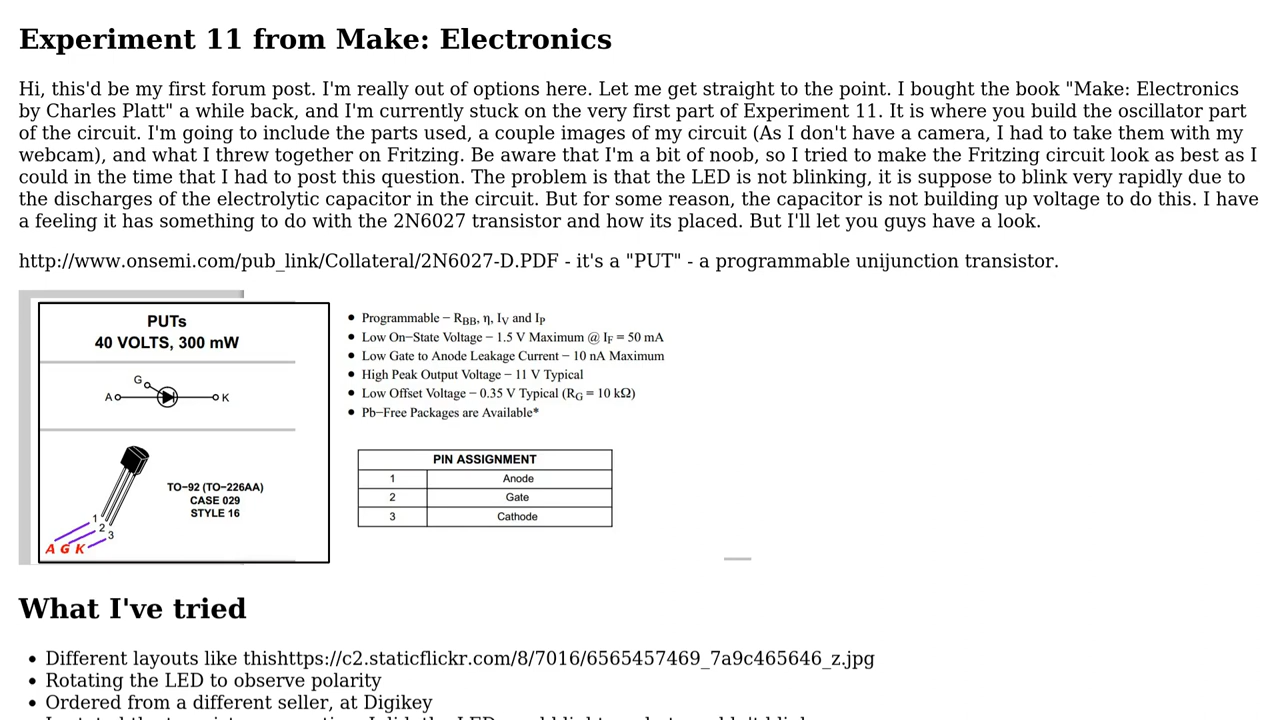 Experiment 11 from Make: Electronics
Hi, this'd be my first forum post. I'm really out of options here. Let me get straight to the point. I bought the book "Make: Electronics
by Charles Platt" a while back, and I'm currently stuck on the very first part of Experiment 11. It is where you build the oscillator part
of the circuit. I'm going to include the parts used, a couple images of my circuit (As I don't have a camera, I had to take them with my
webcam), and what I threw together on Fritzing. Be aware that I'm a bit of noob, so I tried to make the Fritzing circuit look as best as I
could in the time that I had to post this question. The problem is that the LED is not blinking, it is suppose to blink very rapidly due to
the discharges of the electrolytic capacitor in the circuit. But for some reason, the capacitor is not building up voltage to do this. I have
a feeling it has something to do with the 2N6027 transistor and how its placed. But I'll let you guys have a look.
http://www.onsemi.com/pub_link/Collateral/2N6027-D.PDF - it's a "PUT" - a programmable unijunction transistor.
PUTs
40 VOLTS, 300 mW
G
A K
TO−92 (TO−226AA)
CASE 029
STYLE 16
1
2
3
A G K
• Programmable − RBB, η, IV and IP
• Low On−State Voltage − 1.5 V Maximum @ IF = 50 mA
• Low Gate to Anode Leakage Current − 10 nA Maximum
• High Peak Output Voltage − 11 V Typical
• Low Offset Voltage − 0.35 V Typical (RG = 10 kΩ)
• Pb−Free Packages are Available*
PIN ASSIGNMENT
1 Anode
2 Gate
3 Cathode
What I've tried
• Different layouts like thishttps://c2.staticflickr.com/8/7016/6565457469_7a9c465646_z.jpg
• Rotating the LED to observe polarity
• Ordered from a different seller, at Digikey